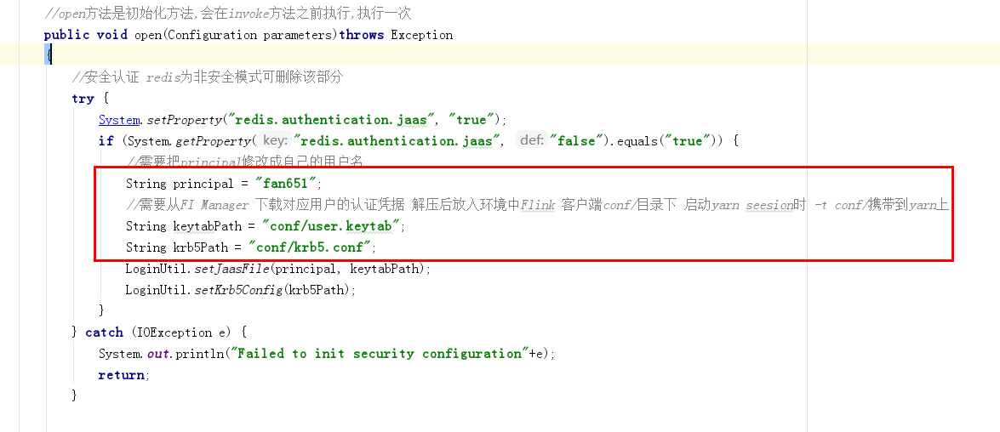 //open方法是初始化方法,会在invoke方法之前执行,执行一次
public void open(Configuration parameters)throws Exception
{
//安全认证 redis为非安全模式可删除该部分
try {
System.setProperty("redis.authentication.jaas", "true");
if (System.getProperty( key: "redis.authentication.jaas", def: "false").equals("true")) {
//需要把principal修改成自己的用户名
String principal = "fan651";
//需要从FI Manager 下载对应用户的认证凭据 解压后放入环境中Flink 客户端conf/目录下 启动yarn seesion时 -t conf/携带到yarn上
String keytabPath = "conf/user.keytab";
String krb5Path = "conf/krb5.conf";
LoginUtil.setJaasFile(principal, keytabPath);
LoginUtil.setKrb5Config(krb5Path);
}
} catch (IOException e) {
System.out.println("Failed to init security configuration"+e);
return;
}